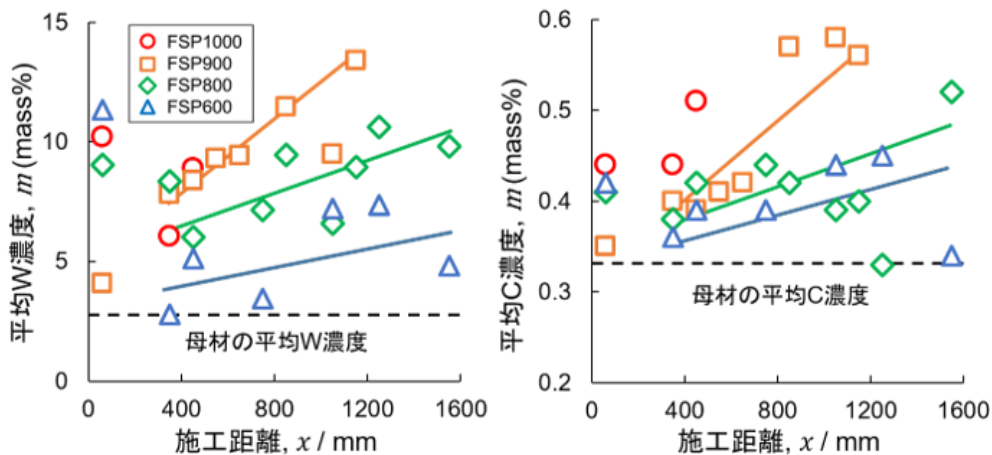 平均W濃度, m (mass%)
15
10
5
0
FSP1000
FSP900
FSP800
FSP600
母材の平均W濃度
0 400 800 1200 1600
施工距離, x / mm
平均C濃度, m (mass%)
0.6
0.5
0.4
0.3
0.2
母材の平均C濃度
0 400 800 1200 1600
施工距離, x / mm